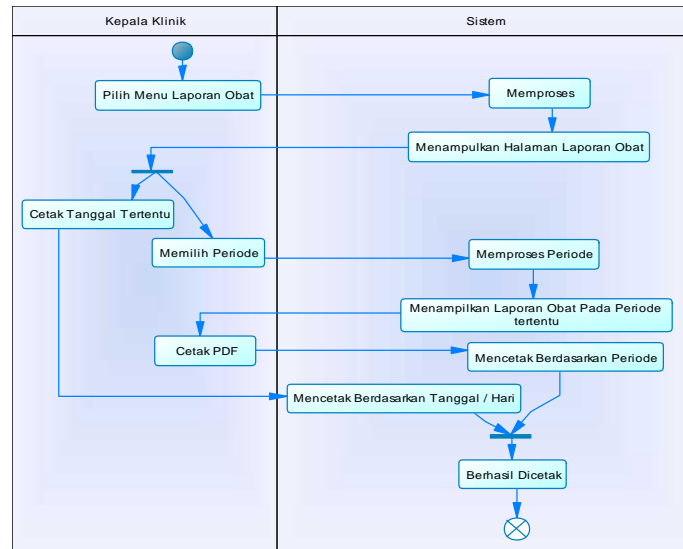 Kepala Klinik
Sistem
Pilih Menu Laporan Obat
Memproses
Menampulkan Halaman Laporan Obat
Cetak Tanggal Tertentu
Memilih Periode
Memproses Periode
Menampilkan Laporan Obat Pada Periode
tertentu
Cetak PDF
Mencetak Berdasarkan Periode
Mencetak Berdasarkan Tanggal / Hari
Berhasil Dicetak